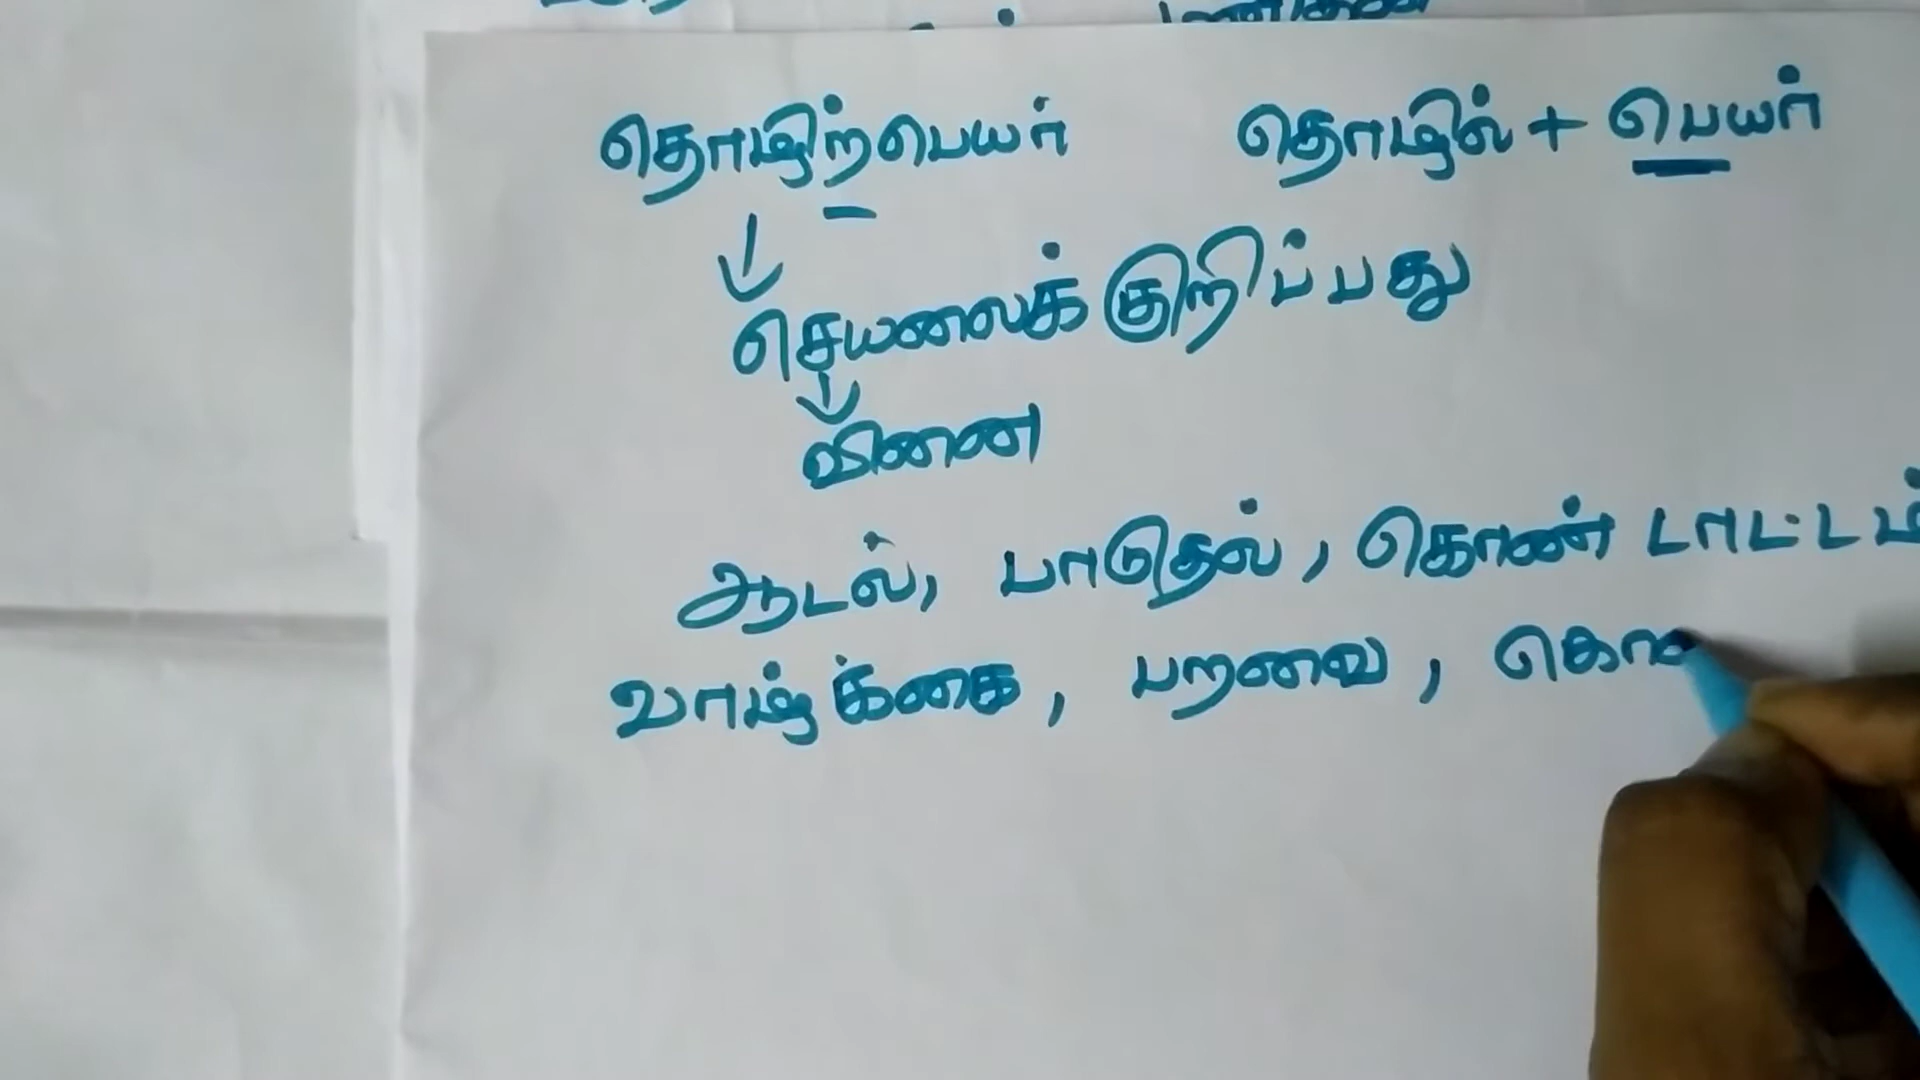 தொழிற்பெயர் தொழில் + பெயர்
செயலைக் குறிப்பது
வினை
ஆடல், பாடுதல், கொண்டாட்டம்
வாழ்க்கை, பறவை,